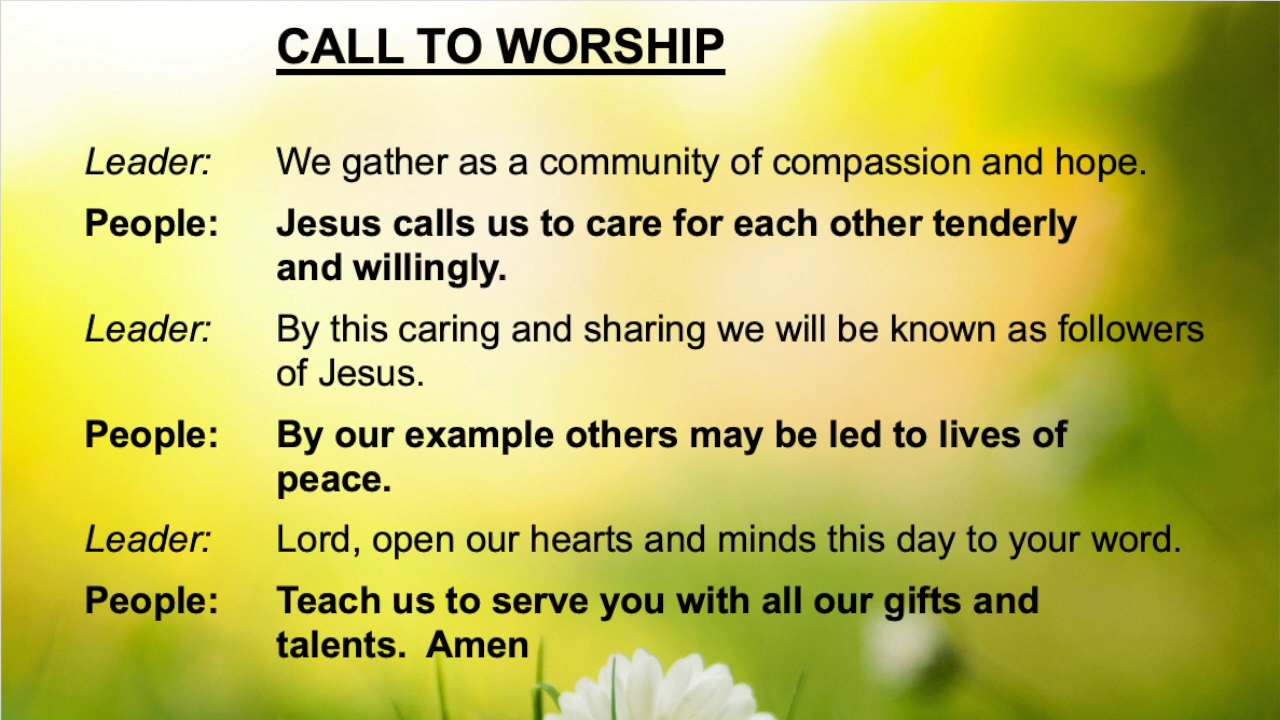 CALL TO WORSHIP
Leader: We gather as a community of compassion and hope.
People: Jesus calls us to care for each other tenderly
and willingly.
Leader: By this caring and sharing we will be known as followers
of Jesus.
People: By our example others may be led to lives of
peace.
Leader: Lord, open our hearts and minds this day to your word.
People: Teach us to serve you with all our gifts and
talents.  Amen